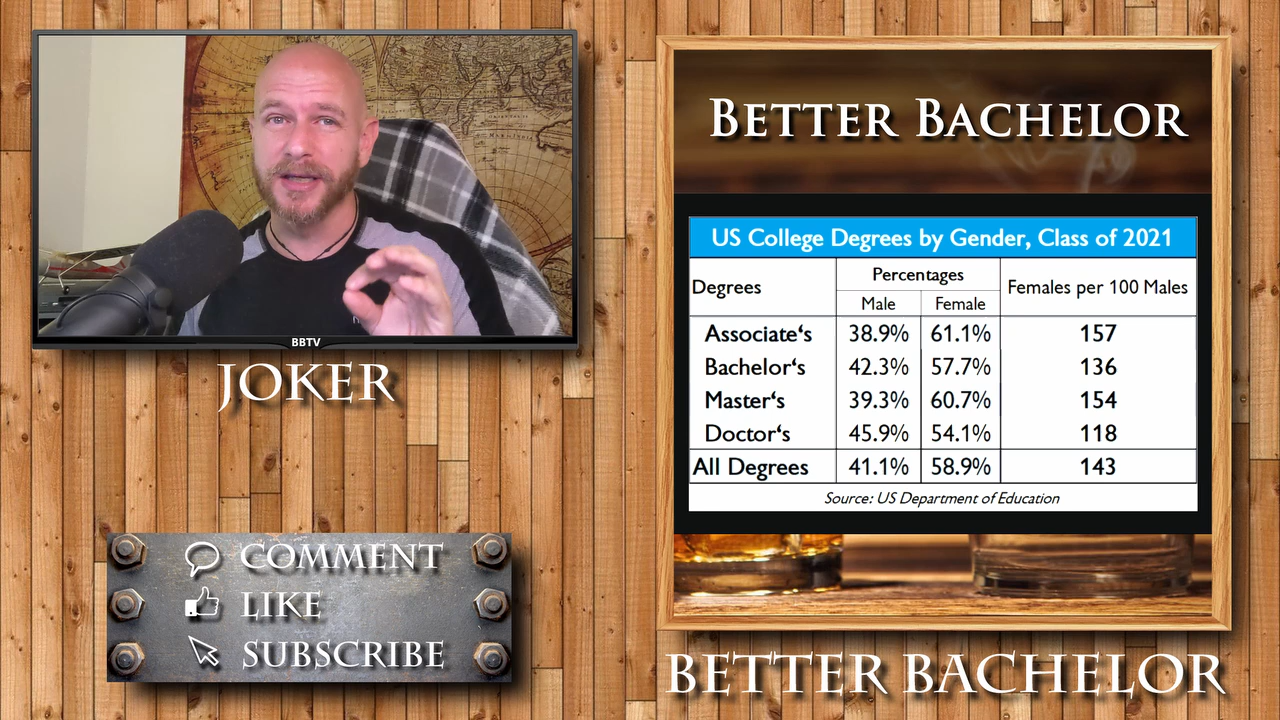 BBTV
JOKER
COMMENT
LIKE
SUBSCRIBE
BETTER BACHELOR
US College Degrees by Gender, Class of 2021
Degrees Percentages Females per 100 Males
Male Female
Associate‘s 38.9% 61.1% 157
Bachelor‘s 42.3% 57.7% 136
Master‘s 39.3% 60.7% 154
Doctor‘s 45.9% 54.1% 118
All Degrees 41.1% 58.9% 143
Source: US Department of Education
BETTER BACHELOR